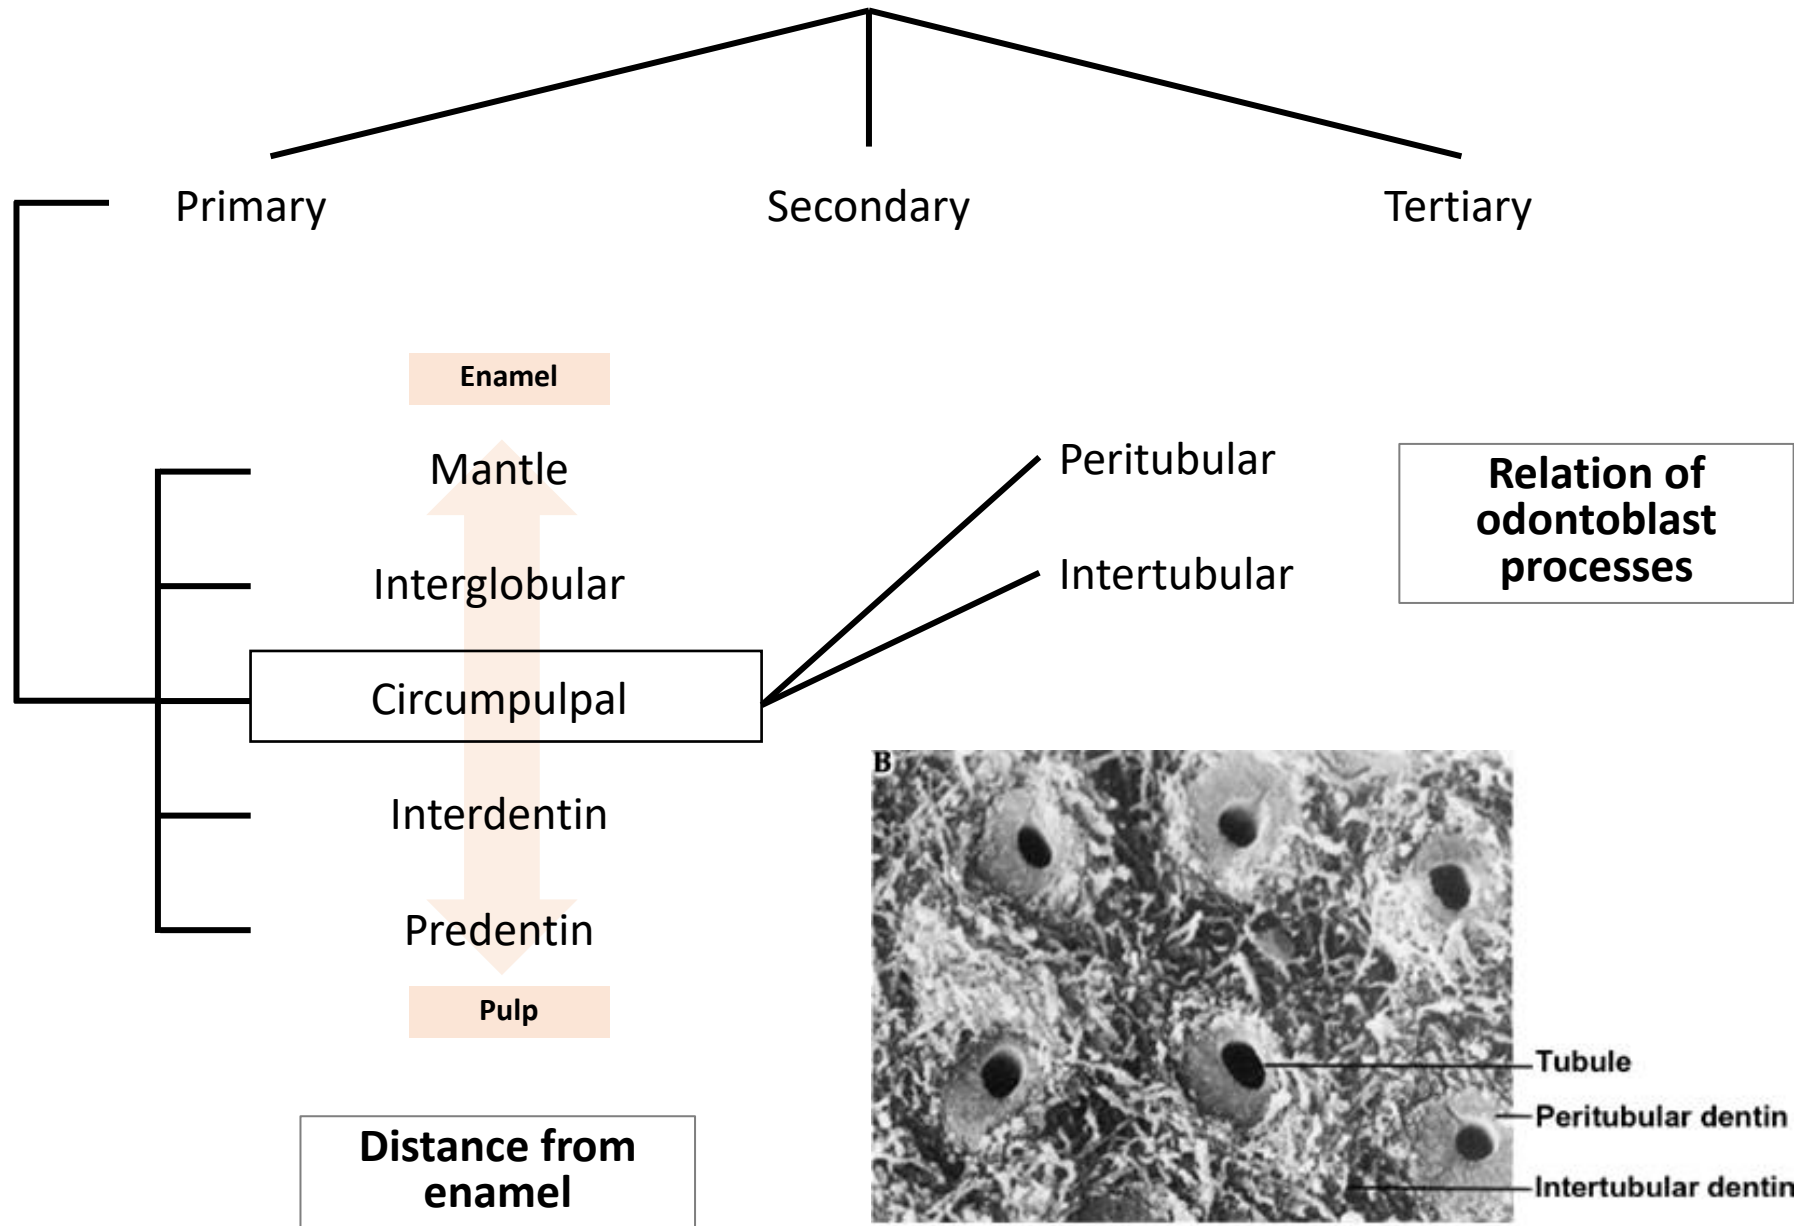 Primary
Secondary
Tertiary
Enamel
Mantle
Interglobular
Circumpulpal
Interdentin
Predentin
Pulp
Distance from
enamel
Peritubular
Intertubular
Relation of
odontoblast
processes
B
Tubule
Peritubular dentin
Intertubular dentin